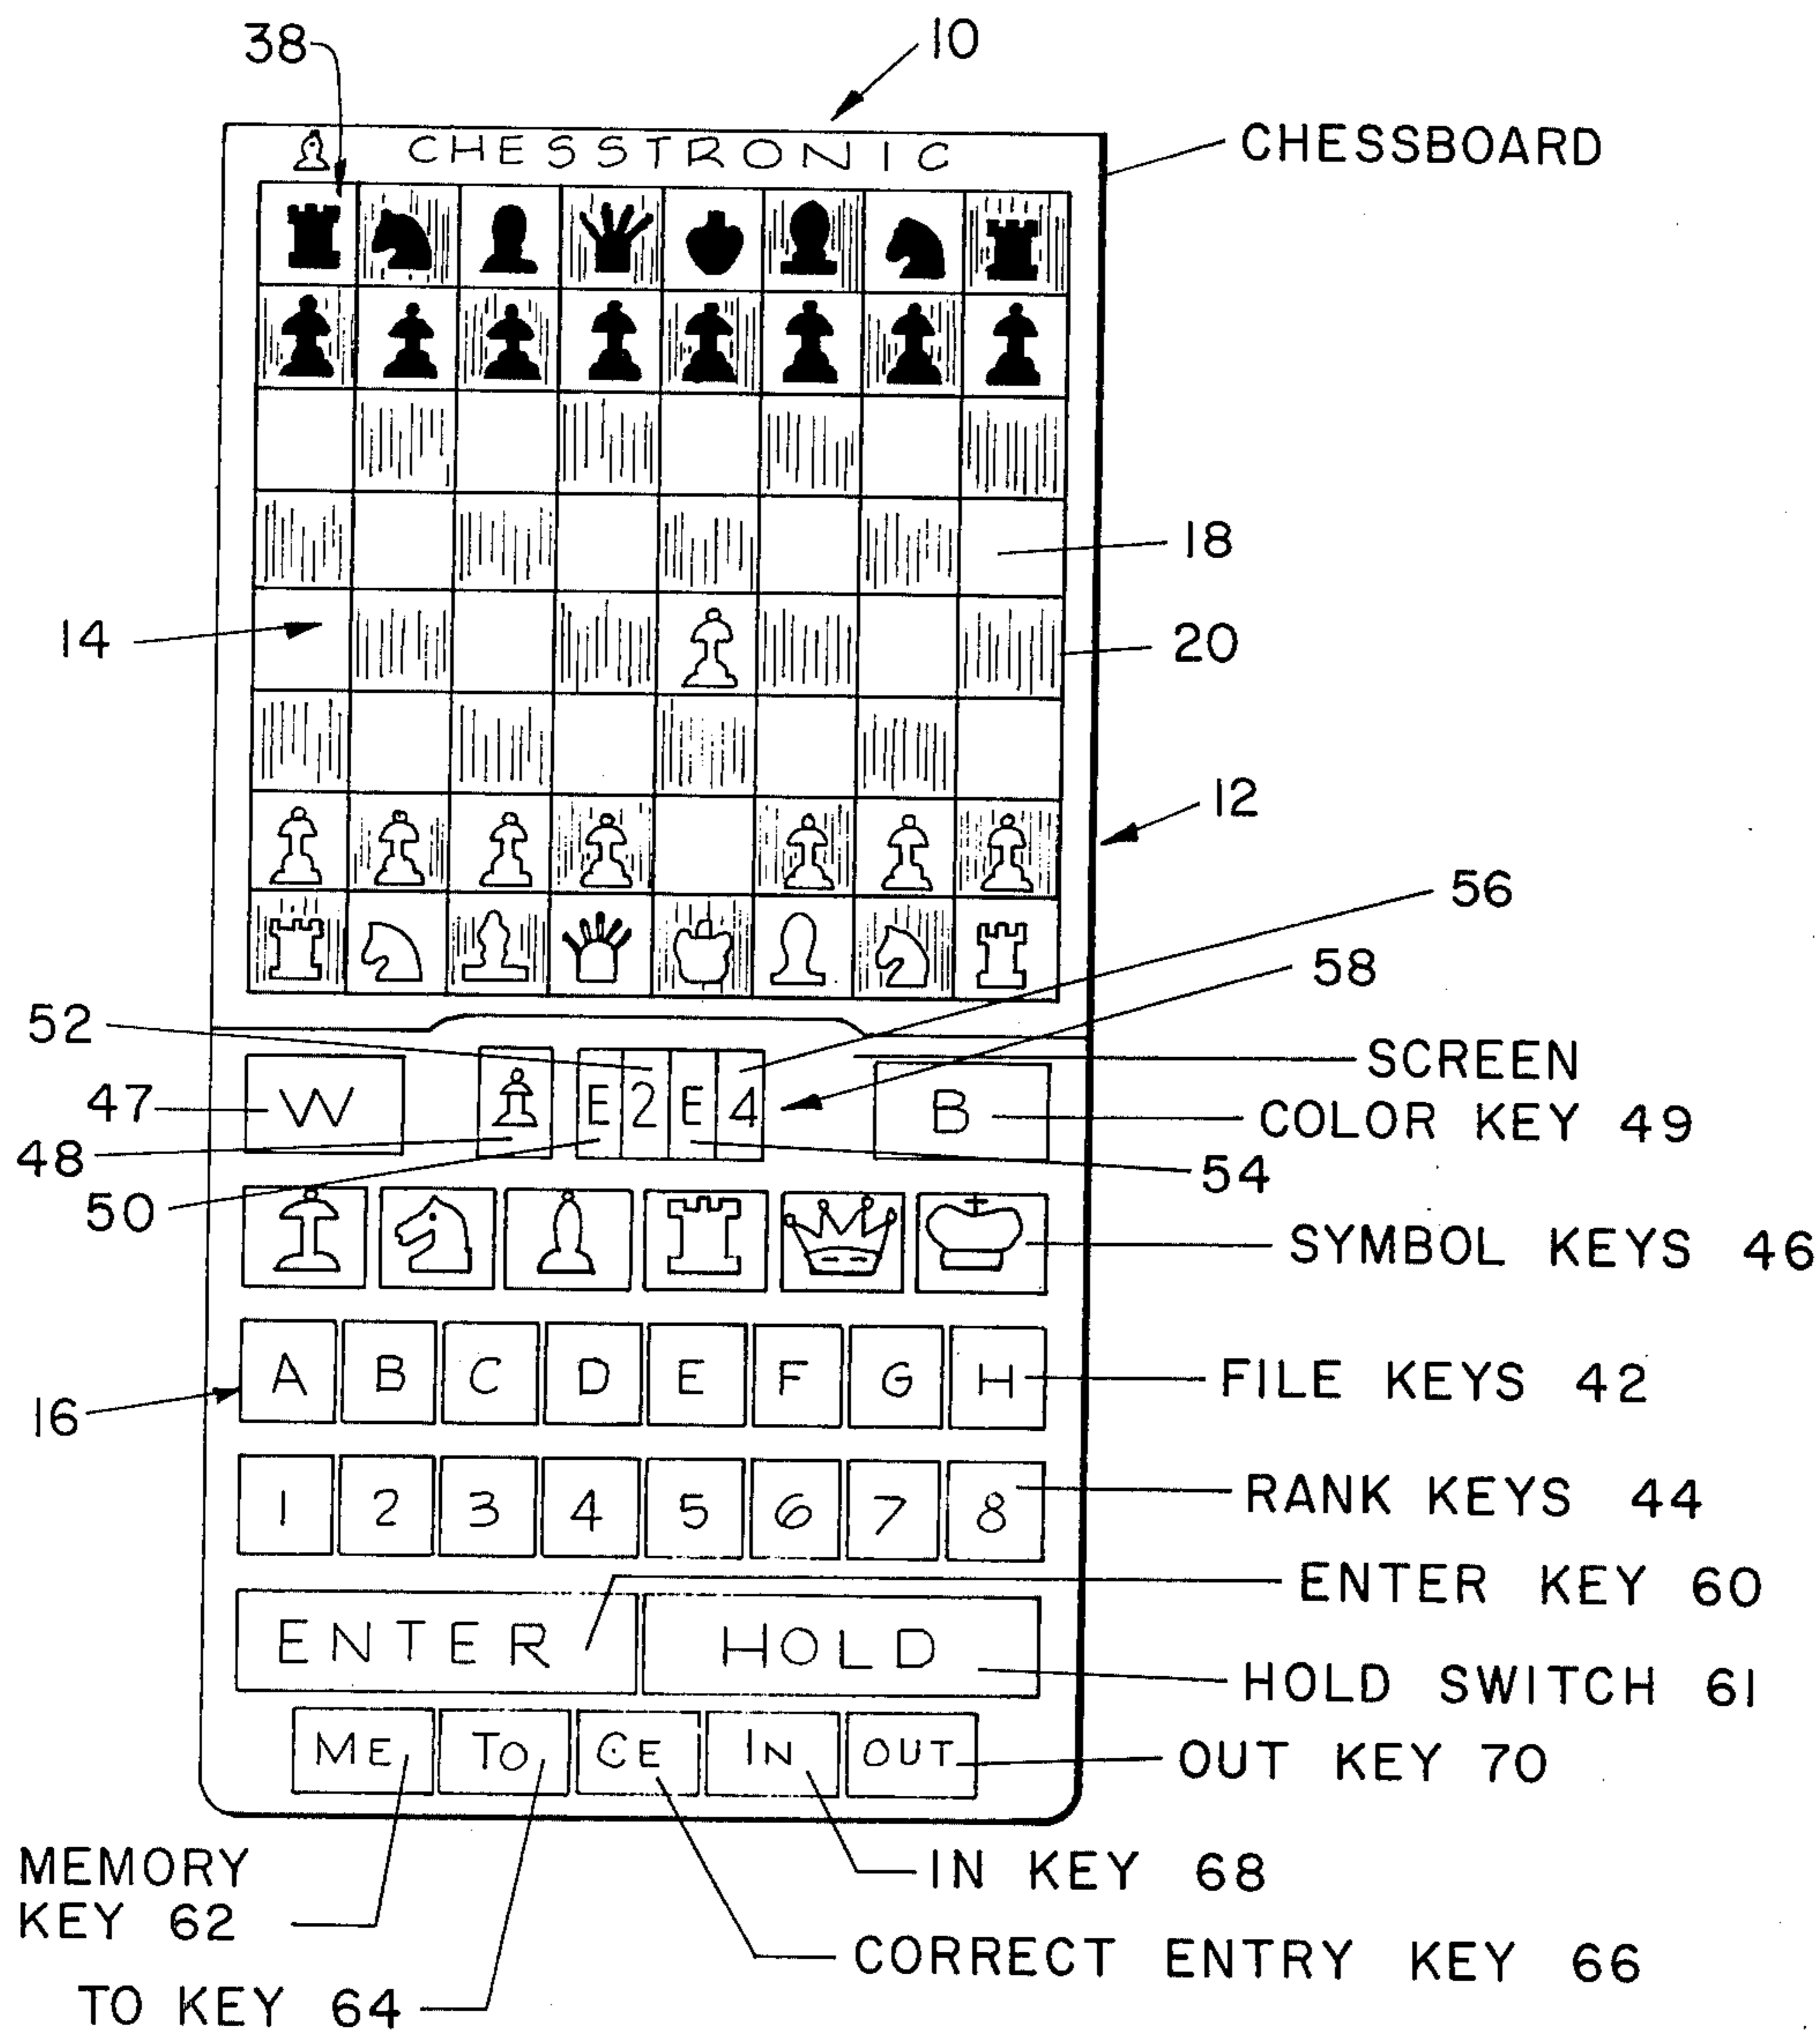 38
10
CHESSTRONIC
CHESSBOARD
18
14
20
12
56
58
52
SCREEN
47
W
E 2 E 4
B
COLOR KEY 49
48
54
50
SYMBOL KEYS 46
A B C D E F G H
FILE KEYS 42
16
1 2 3 4 5 6 7 8
RANK KEYS 44
ENTER KEY 60
ENTER HOLD
HOLD SWITCH 61
ME TO CE IN OUT
OUT KEY 70
MEMORY
KEY 62
IN KEY 68
CORRECT ENTRY KEY 66
TO KEY 64